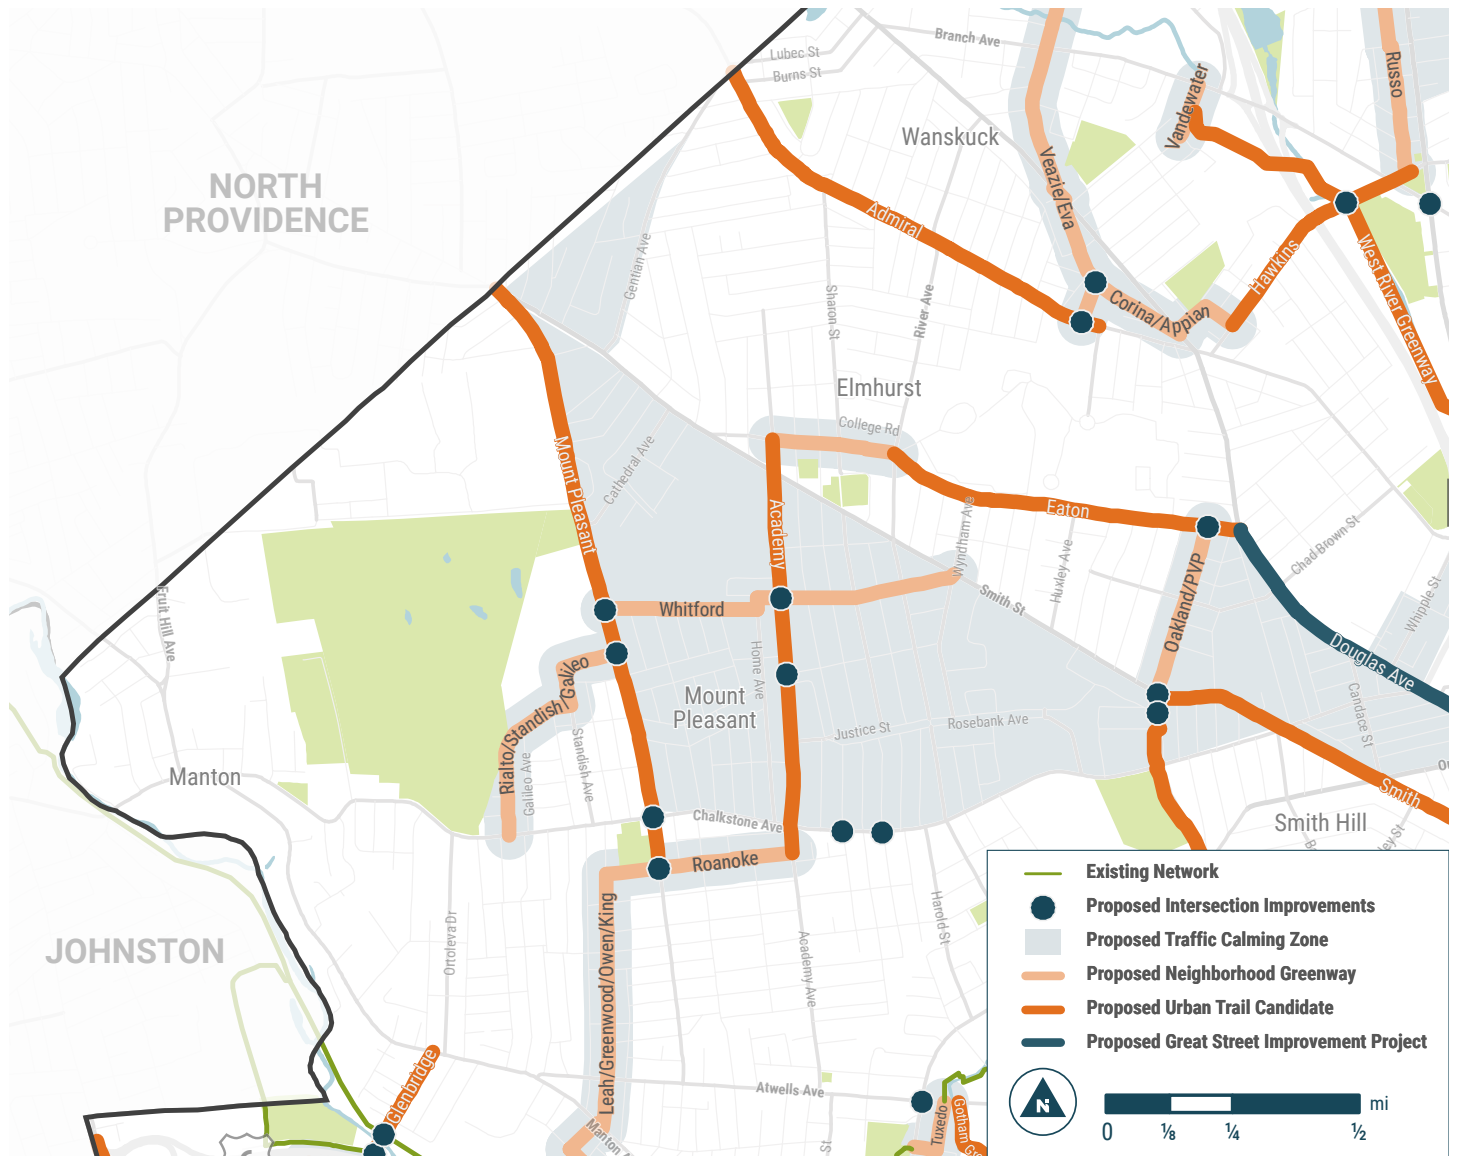 Branch Ave
Lubec St
Burns St
Russo
Vandewater
Wanskuck
NORTH
PROVIDENCE
Veazie/Eva
Admiral
Gentian Ave
Hawkins
West River Greenway
Sharon St
River Ave
Corina/Appian
Elmhurst
College Rd
Cathedral Ave
Mount Pleasant
Academy
Eaton
Wyndham Ave
Huxley Ave
Chad Brown St
Smith St
Oakland/PVP
Whipple St
Fruit Hill Ave
Whitford
Home Ave
Douglas Ave
Rialto/Standish/Galileo
Mount
Pleasant
Candace St
Justice St
Rosebank Ave
Standish Ave
Galileo Ave
Manton
Smith
Chalkstone Ave
Smith Hill
Roanoke
Harold St
Ortoleva Dr
Leah/Greenwood/Owen/King
Academy Ave
JOHNSTON
Glenbridge
Atwells Ave
Manton
Tuxedo
Gotham
St
Existing Network
Proposed Intersection Improvements
Proposed Traffic Calming Zone
Proposed Neighborhood Greenway
Proposed Urban Trail Candidate
Proposed Great Street Improvement Project
N
mi
0 ⅛ ¼ ½